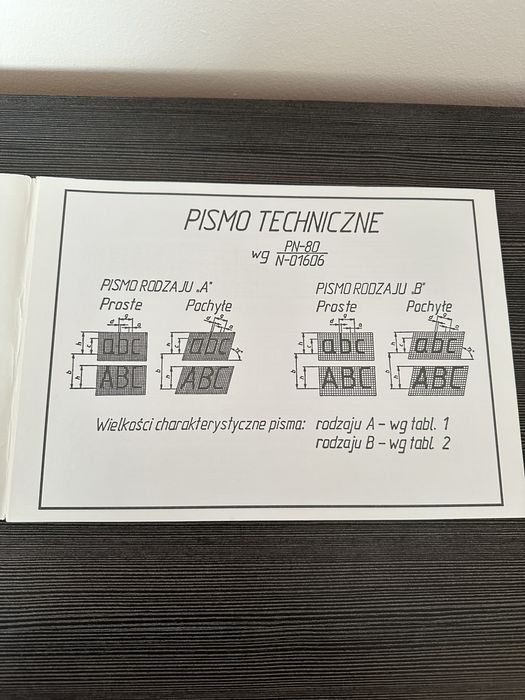 PISMO TECHNICZNE
wg PN-80
N-01606
PISMO RODZAJU „A” PISMO RODZAJU „B”
Proste Pochyłe Proste Pochyłe
abc abc abc abc
ABC ABC ABC ABC
Wielkości charakterystyczne pisma: rodzaju A – wg tabl. 1
rodzaju B – wg tabl. 2